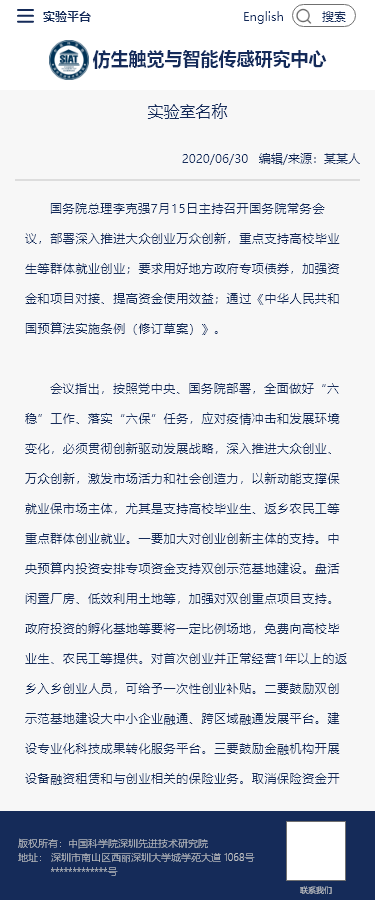 实验平台
English
搜索
SIAT
仿生触觉与智能传感研究中心
实验室名称
2020/06/30 编辑/来源：某某人
国务院总理李克强7月15日主持召开国务院常务会
议，部署深入推进大众创业万众创新，重点支持高校毕业
生等群体就业创业；要求用好地方政府专项债券，加强资
金和项目对接、提高资金使用效益；通过《中华人民共和
国预算法实施条例（修订草案）》。
会议指出，按照党中央、国务院部署，全面做好“六
稳”工作、落实“六保”任务，应对疫情冲击和发展环境
变化，必须贯彻创新驱动发展战略，深入推进大众创业、
万众创新，激发市场活力和社会创造力，以新动能支撑保
就业保市场主体，尤其是支持高校毕业生、返乡农民工等
重点群体创业就业。一要加大对创业创新主体的支持。中
央预算内投资安排专项资金支持双创示范基地建设。盘活
闲置厂房、低效利用土地等，加强对双创重点项目支持。
政府投资的孵化基地等要将一定比例场地，免费向高校毕
业生、农民工等提供。对首次创业并正常经营1年以上的返
乡入乡创业人员，可给予一次性创业补贴。二要鼓励双创
示范基地建设大中小企业融通、跨区域融通发展平台。建
设专业化科技成果转化服务平台。三要鼓励金融机构开展
设备融资租赁和与创业相关的保险业务。取消保险资金开
版权所有：中国科学院深圳先进技术研究院
地址： 深圳市南山区西丽深圳大学城学苑大道 1068号
*************号
联系我们